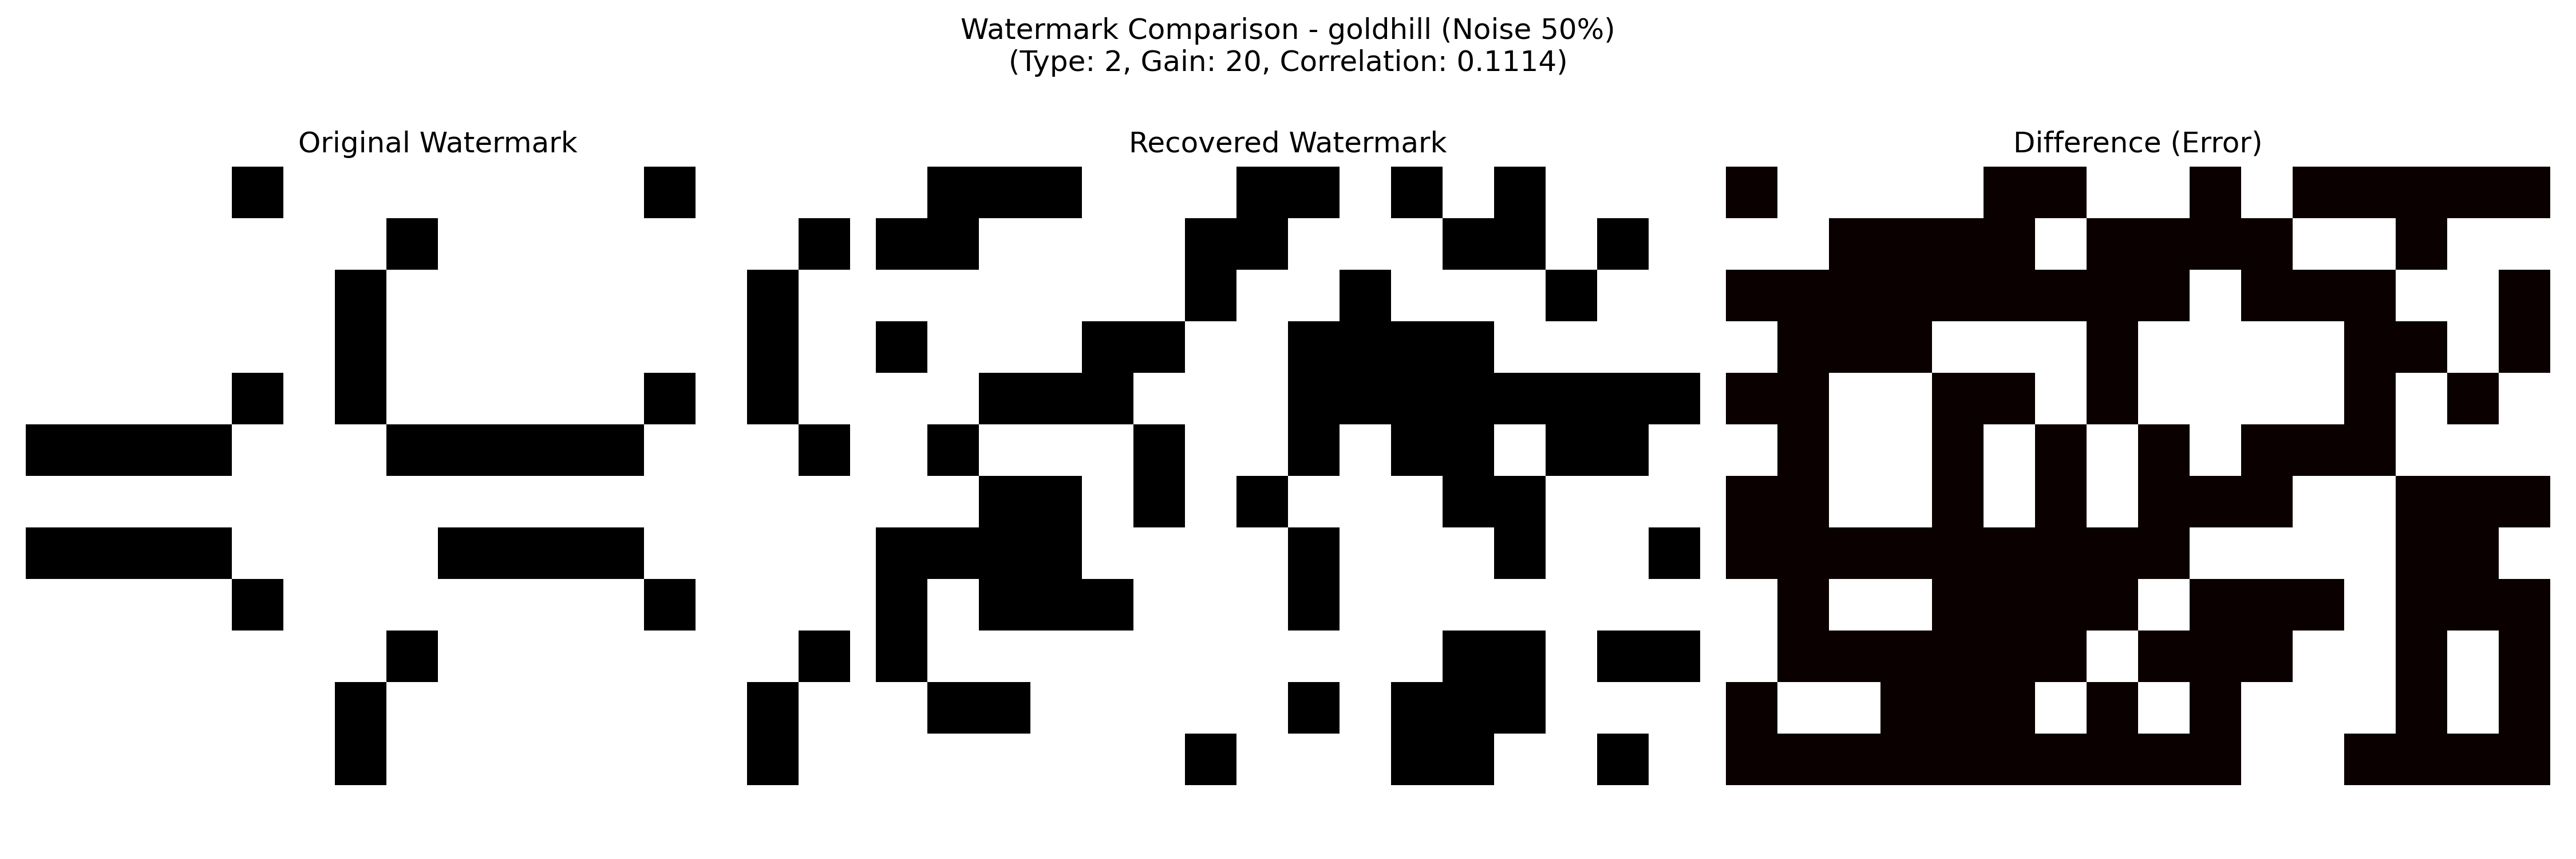 Watermark Comparison - goldhill (Noise 50%)
(Type: 2, Gain: 20, Correlation: 0.1114)
Original Watermark
Recovered Watermark
Difference (Error)